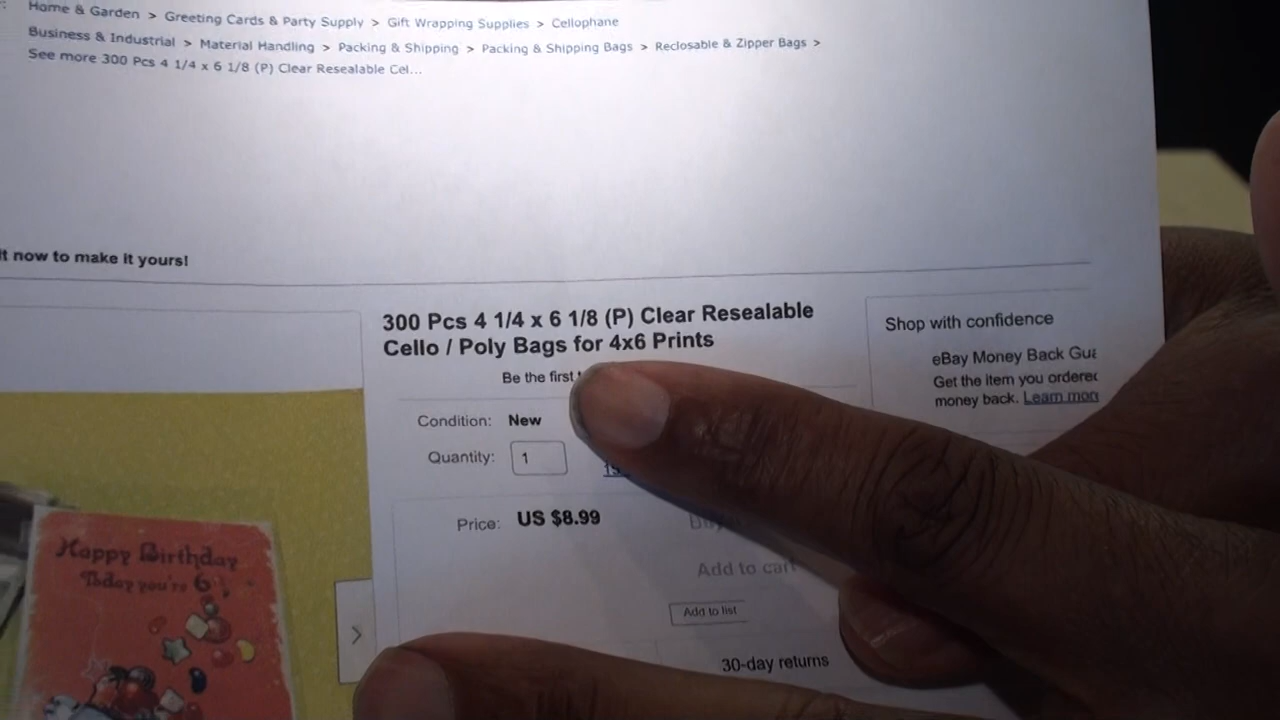 Home & Garden > Greeting Cards & Party Supply > Gift Wrapping Supplies > Cellophane
Business & Industrial > Material Handling > Packing & Shipping > Packing & Shipping Bags > Reclosable & Zipper Bags >
See more 300 Pcs 4 1/4 x 6 1/8 (P) Clear Resealable Cel...
it now to make it yours!
300 Pcs 4 1/4 x 6 1/8 (P) Clear Resealable
Cello / Poly Bags for 4x6 Prints
Be the first
Condition: New
Quantity: 1
Price: US $8.99
Add to cart
Add to list
30-day returns
Shop with confidence
eBay Money Back
Get the item you ordered
money back. Learn more
Happy Birthday
Today you're 6